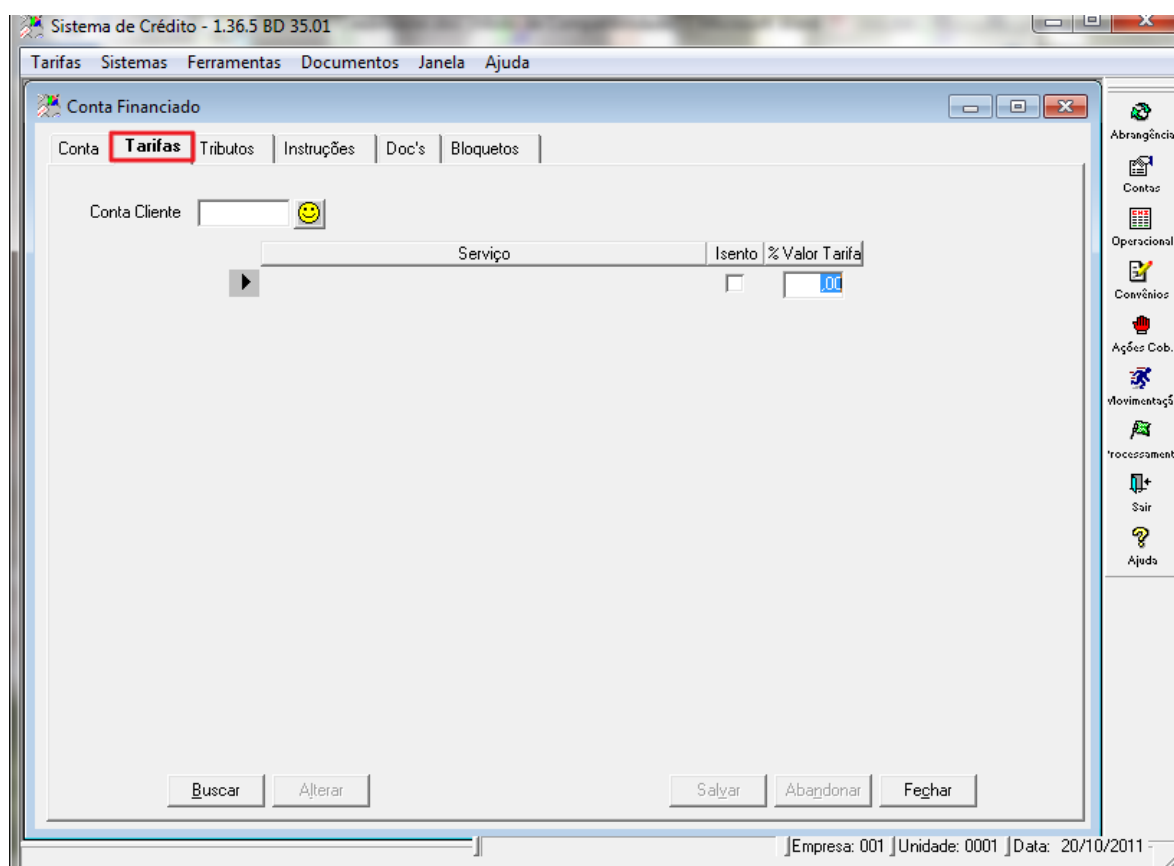 Sistema de Crédito - 1.36.5 BD 35.01
Tarifas Sistemas Ferramentas Documentos Janela Ajuda
Conta Financiado
Conta Tarifas Tributos Instruções Doc's Bloquetos
Conta Cliente
Serviço Isento % Valor Tarifa
,00
Buscar Alterar Salvar Abandonar Fechar
Abrangência
Contas
Operacional
Convênios
Ações Cob.
Movimentaçã
Processament
Sair
Ajuda
Empresa: 001 Unidade: 0001 Data: 20/10/2011